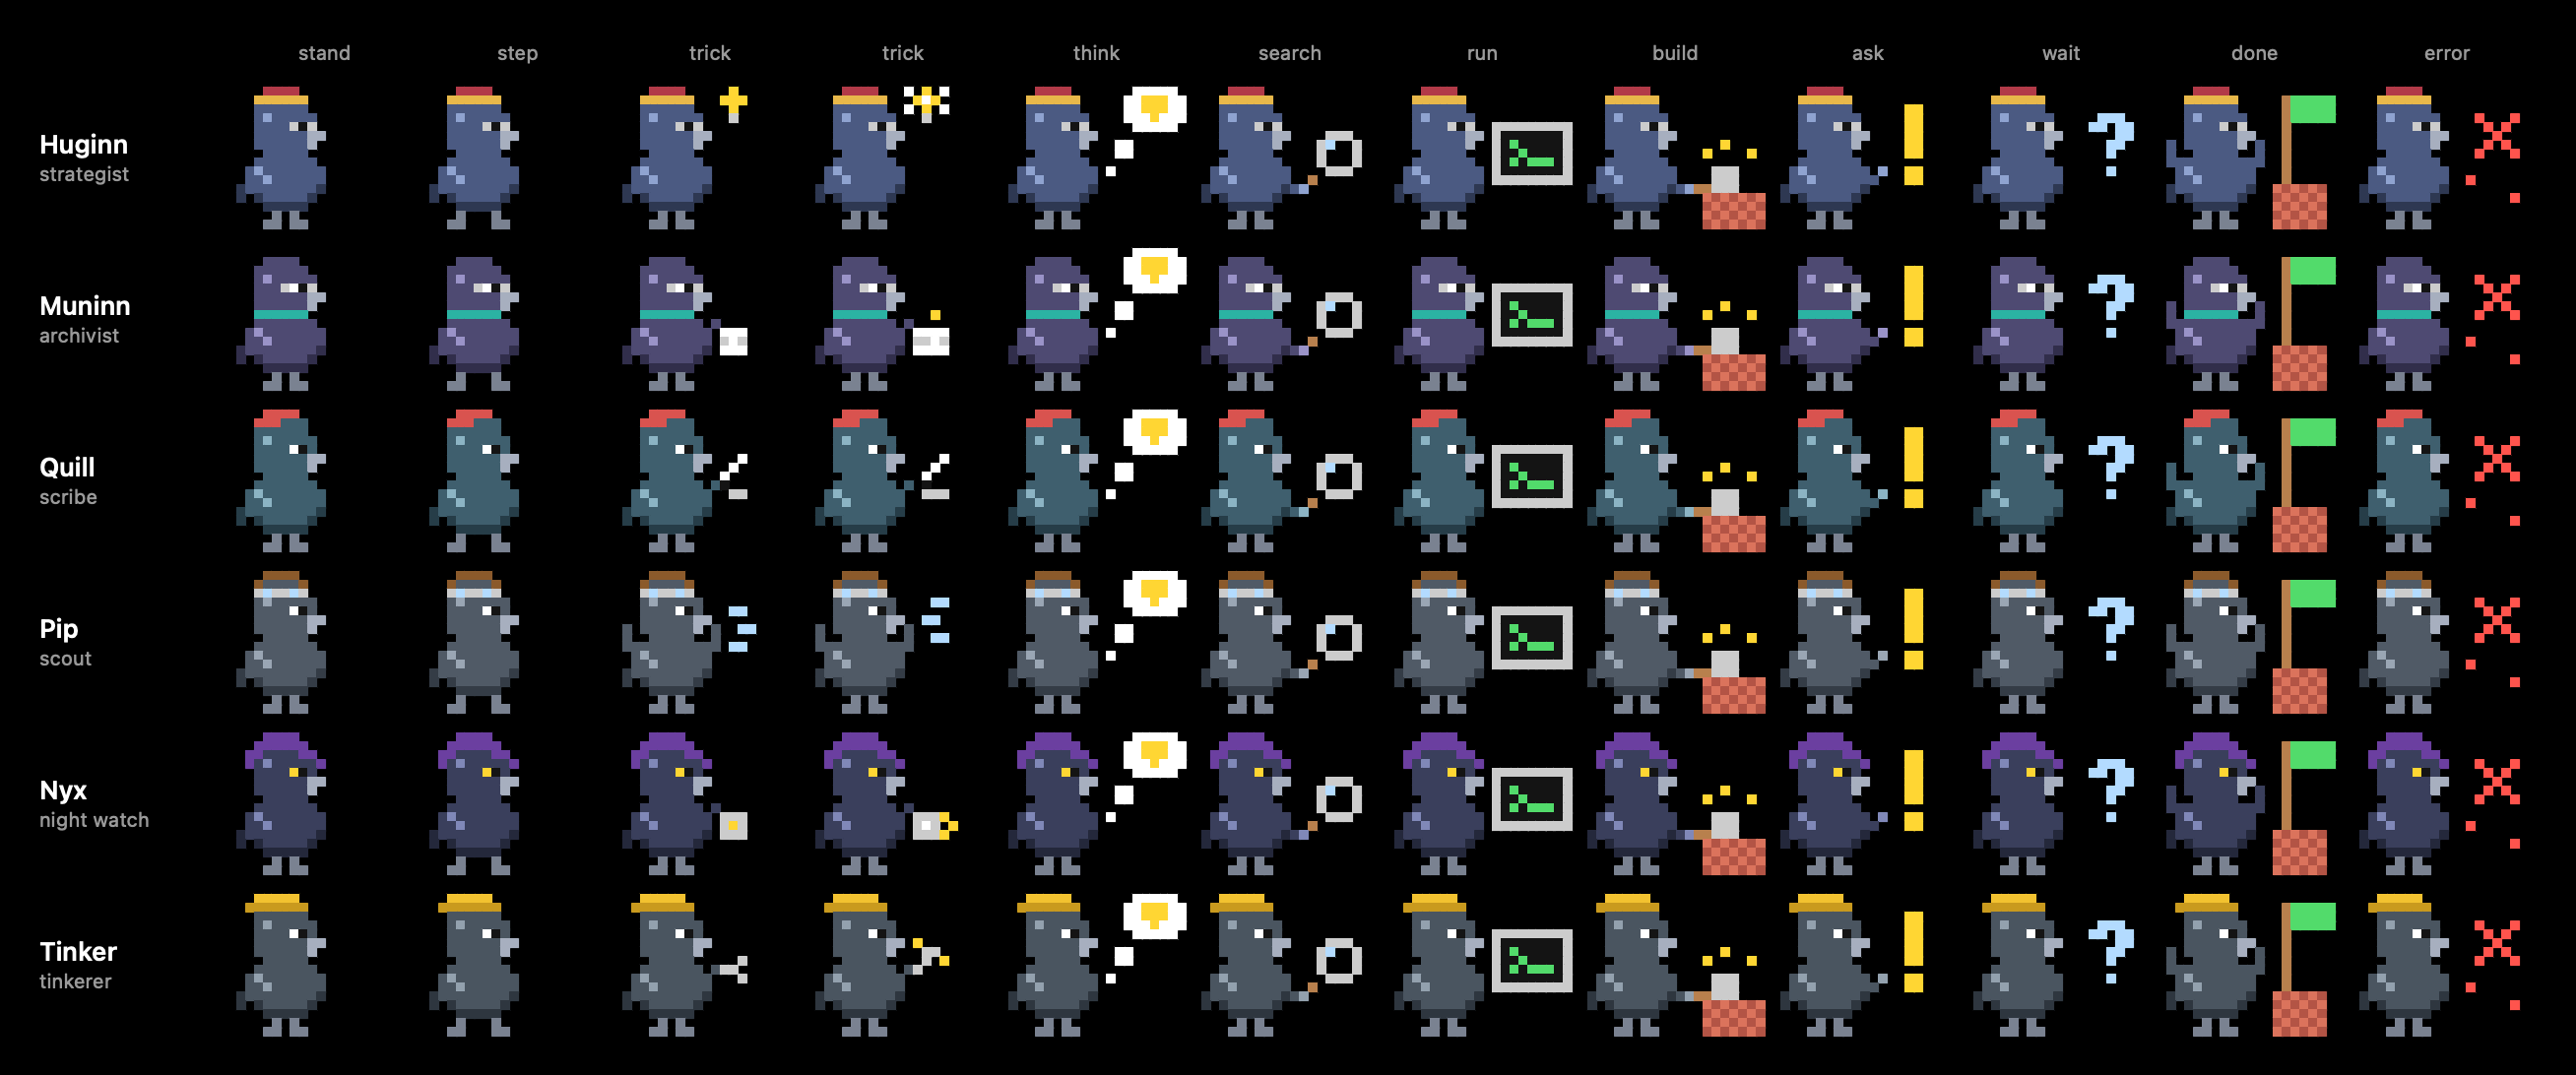 stand step trick trick think search run build ask wait done error
Huginn
strategist
Muninn
archivist
Quill
scribe
Pip
scout
Nyx
night watch
Tinker
tinkerer